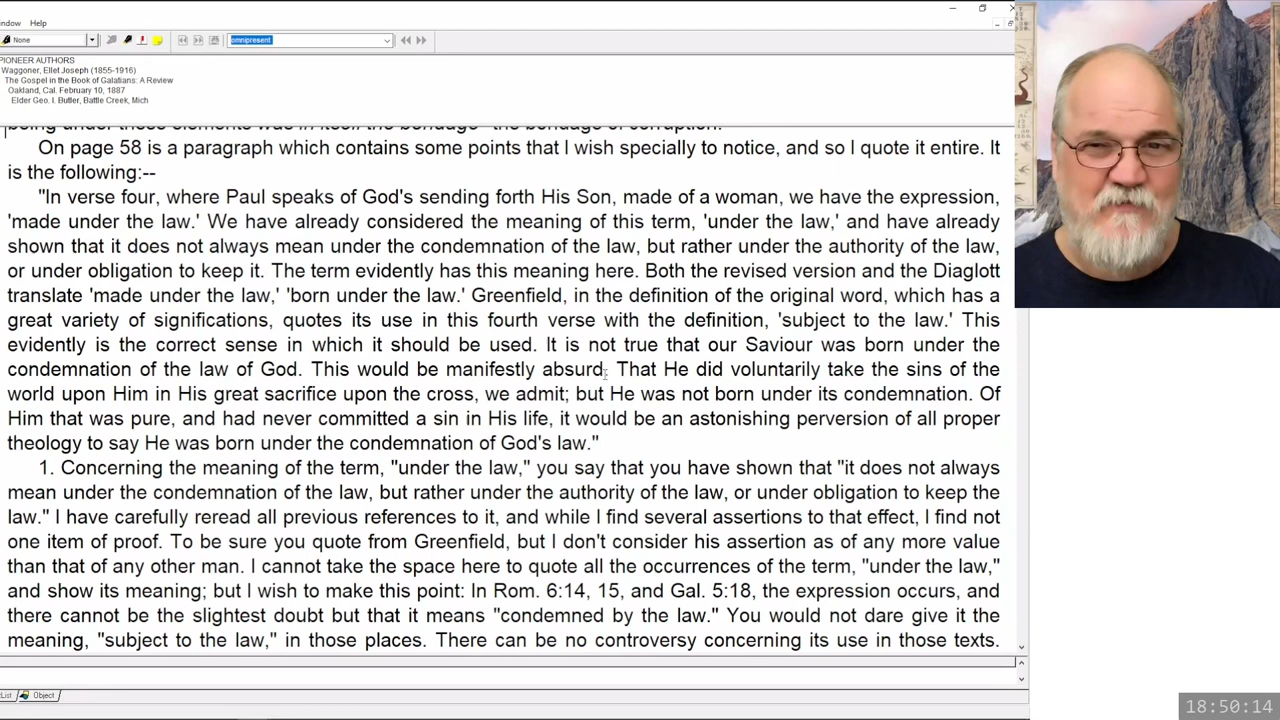 indow Help
None
omnipresent
PIONEER AUTHORS
Waggoner, Ellet Joseph (1855-1916)
The Gospel in the Book of Galatians: A Review
Oakland, Cal. February 10, 1887
Elder Geo. I. Butler, Battle Creek, Mich
being under these elements was in itself the bondage--the bondage of corruption.
On page 58 is a paragraph which contains some points that I wish specially to notice, and so I quote it entire. It
is the following:--
"In verse four, where Paul speaks of God's sending forth His Son, made of a woman, we have the expression,
'made under the law.' We have already considered the meaning of this term, 'under the law,' and have already
shown that it does not always mean under the condemnation of the law, but rather under the authority of the law,
or under obligation to keep it. The term evidently has this meaning here. Both the revised version and the Diaglott
translate 'made under the law,' 'born under the law.' Greenfield, in the definition of the original word, which has a
great variety of significations, quotes its use in this fourth verse with the definition, 'subject to the law.' This
evidently is the correct sense in which it should be used. It is not true that our Saviour was born under the
condemnation of the law of God. This would be manifestly absurd. That He did voluntarily take the sins of the
world upon Him in His great sacrifice upon the cross, we admit; but He was not born under its condemnation. Of
Him that was pure, and had never committed a sin in His life, it would be an astonishing perversion of all proper
theology to say He was born under the condemnation of God's law."
1. Concerning the meaning of the term, "under the law," you say that you have shown that "it does not always
mean under the condemnation of the law, but rather under the authority of the law, or under obligation to keep the
law." I have carefully reread all previous references to it, and while I find several assertions to that effect, I find not
one item of proof. To be sure you quote from Greenfield, but I don't consider his assertion as of any more value
than that of any other man. I cannot take the space here to quote all the occurrences of the term, "under the law,"
and show its meaning; but I wish to make this point: In Rom. 6:14, 15, and Gal. 5:18, the expression occurs, and
there cannot be the slightest doubt but that it means "condemned by the law." You would not dare give it the
meaning, "subject to the law," in those places. There can be no controversy concerning its use in those texts.
List Object
18:50:14